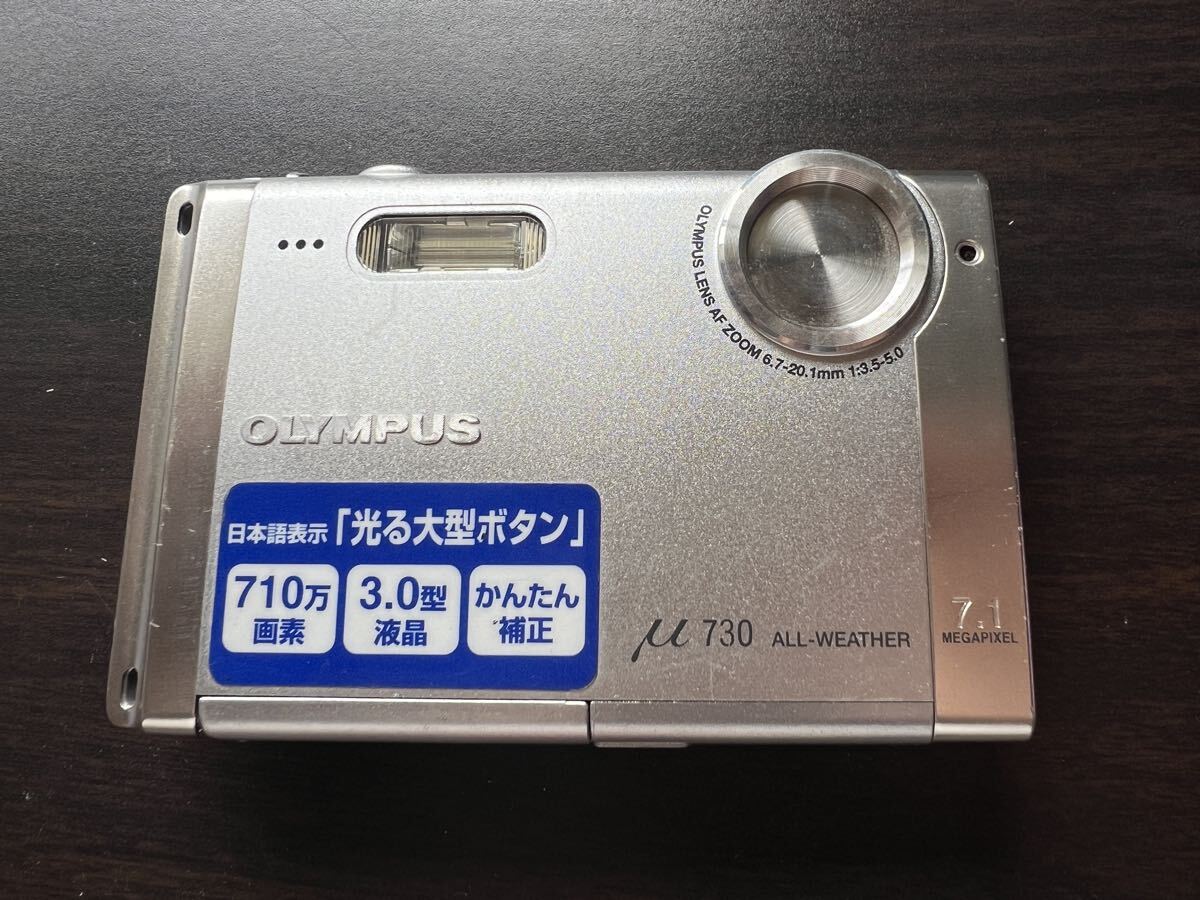 OLYMPUS LENS AF ZOOM 6.7-20.1mm 1:3.5-5.0
OLYMPUS
日本語表示「光る大型ボタン」
710万
画素
3.0型
液晶
かんたん
補正
μ 730 ALL-WEATHER
7.1
MEGAPIXEL